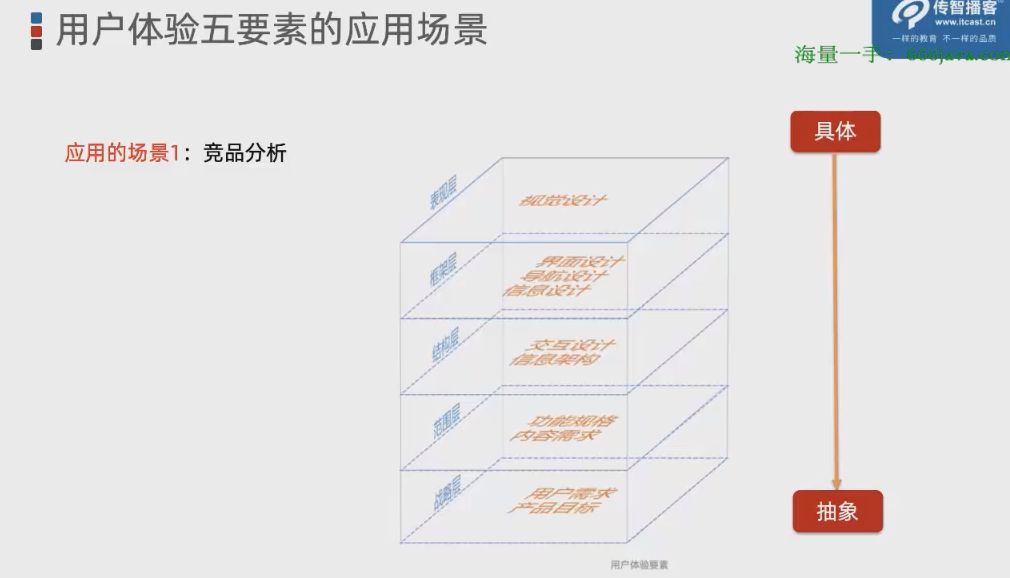 用户体验五要素的应用场景
传智播客
www.itcast.cn
一样的教育 不一样的品质
海量一手：666java.com
应用的场景1：竞品分析
具体
表现层
视觉设计
框架层
界面设计
导航设计
信息设计
结构层
交互设计
信息架构
范围层
功能规格
内容需求
战略层
用户需求
产品目标
抽象
用户体验要素